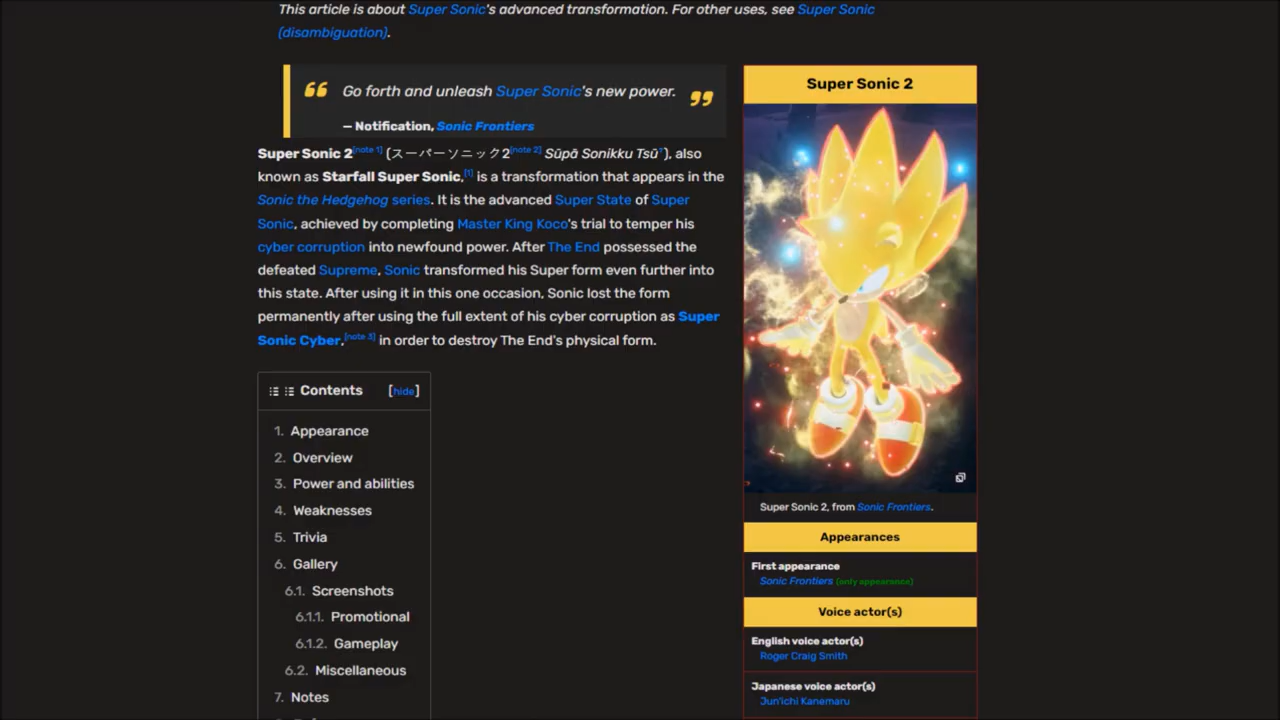 This article is about Super Sonic's advanced transformation. For other uses, see Super Sonic
(disambiguation).
“ Go forth and unleash Super Sonic's new power. ”
— Notification, Sonic Frontiers
Super Sonic 2[note 1] (スーパーソニック2[note 2] Sūpā Sonikku Tsū?), also
known as Starfall Super Sonic,[1] is a transformation that appears in the
Sonic the Hedgehog series. It is the advanced Super State of Super
Sonic, achieved by completing Master King Koco's trial to temper his
cyber corruption into newfound power. After The End possessed the
defeated Supreme, Sonic transformed his Super form even further into
this state. After using it in this one occasion, Sonic lost the form
permanently after using the full extent of his cyber corruption as Super
Sonic Cyber,[note 3] in order to destroy The End's physical form.
Contents [hide]
1. Appearance
2. Overview
3. Power and abilities
4. Weaknesses
5. Trivia
6. Gallery
6.1. Screenshots
6.1.1. Promotional
6.1.2. Gameplay
6.2. Miscellaneous
7. Notes
Super Sonic 2
Super Sonic 2, from Sonic Frontiers.
Appearances
First appearance
Sonic Frontiers (only appearance)
Voice actor(s)
English voice actor(s)
Roger Craig Smith
Japanese voice actor(s)
Jun'ichi Kanemaru